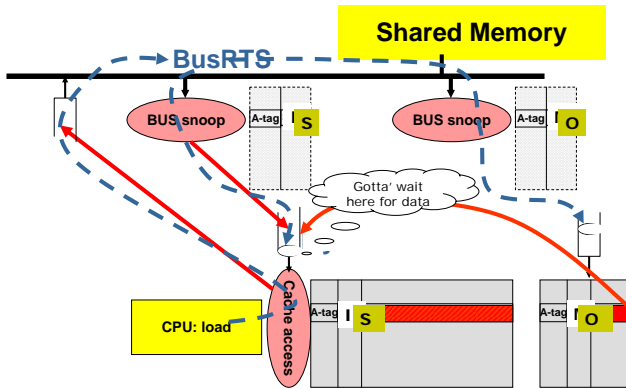 Shared Memory
BusRTS
BUS snoop
A-tag
S
BUS snoop
A-tag
O
Gotta' wait
here for data
CPU: load
Cache access
A-tag
I
S
A-tag
O